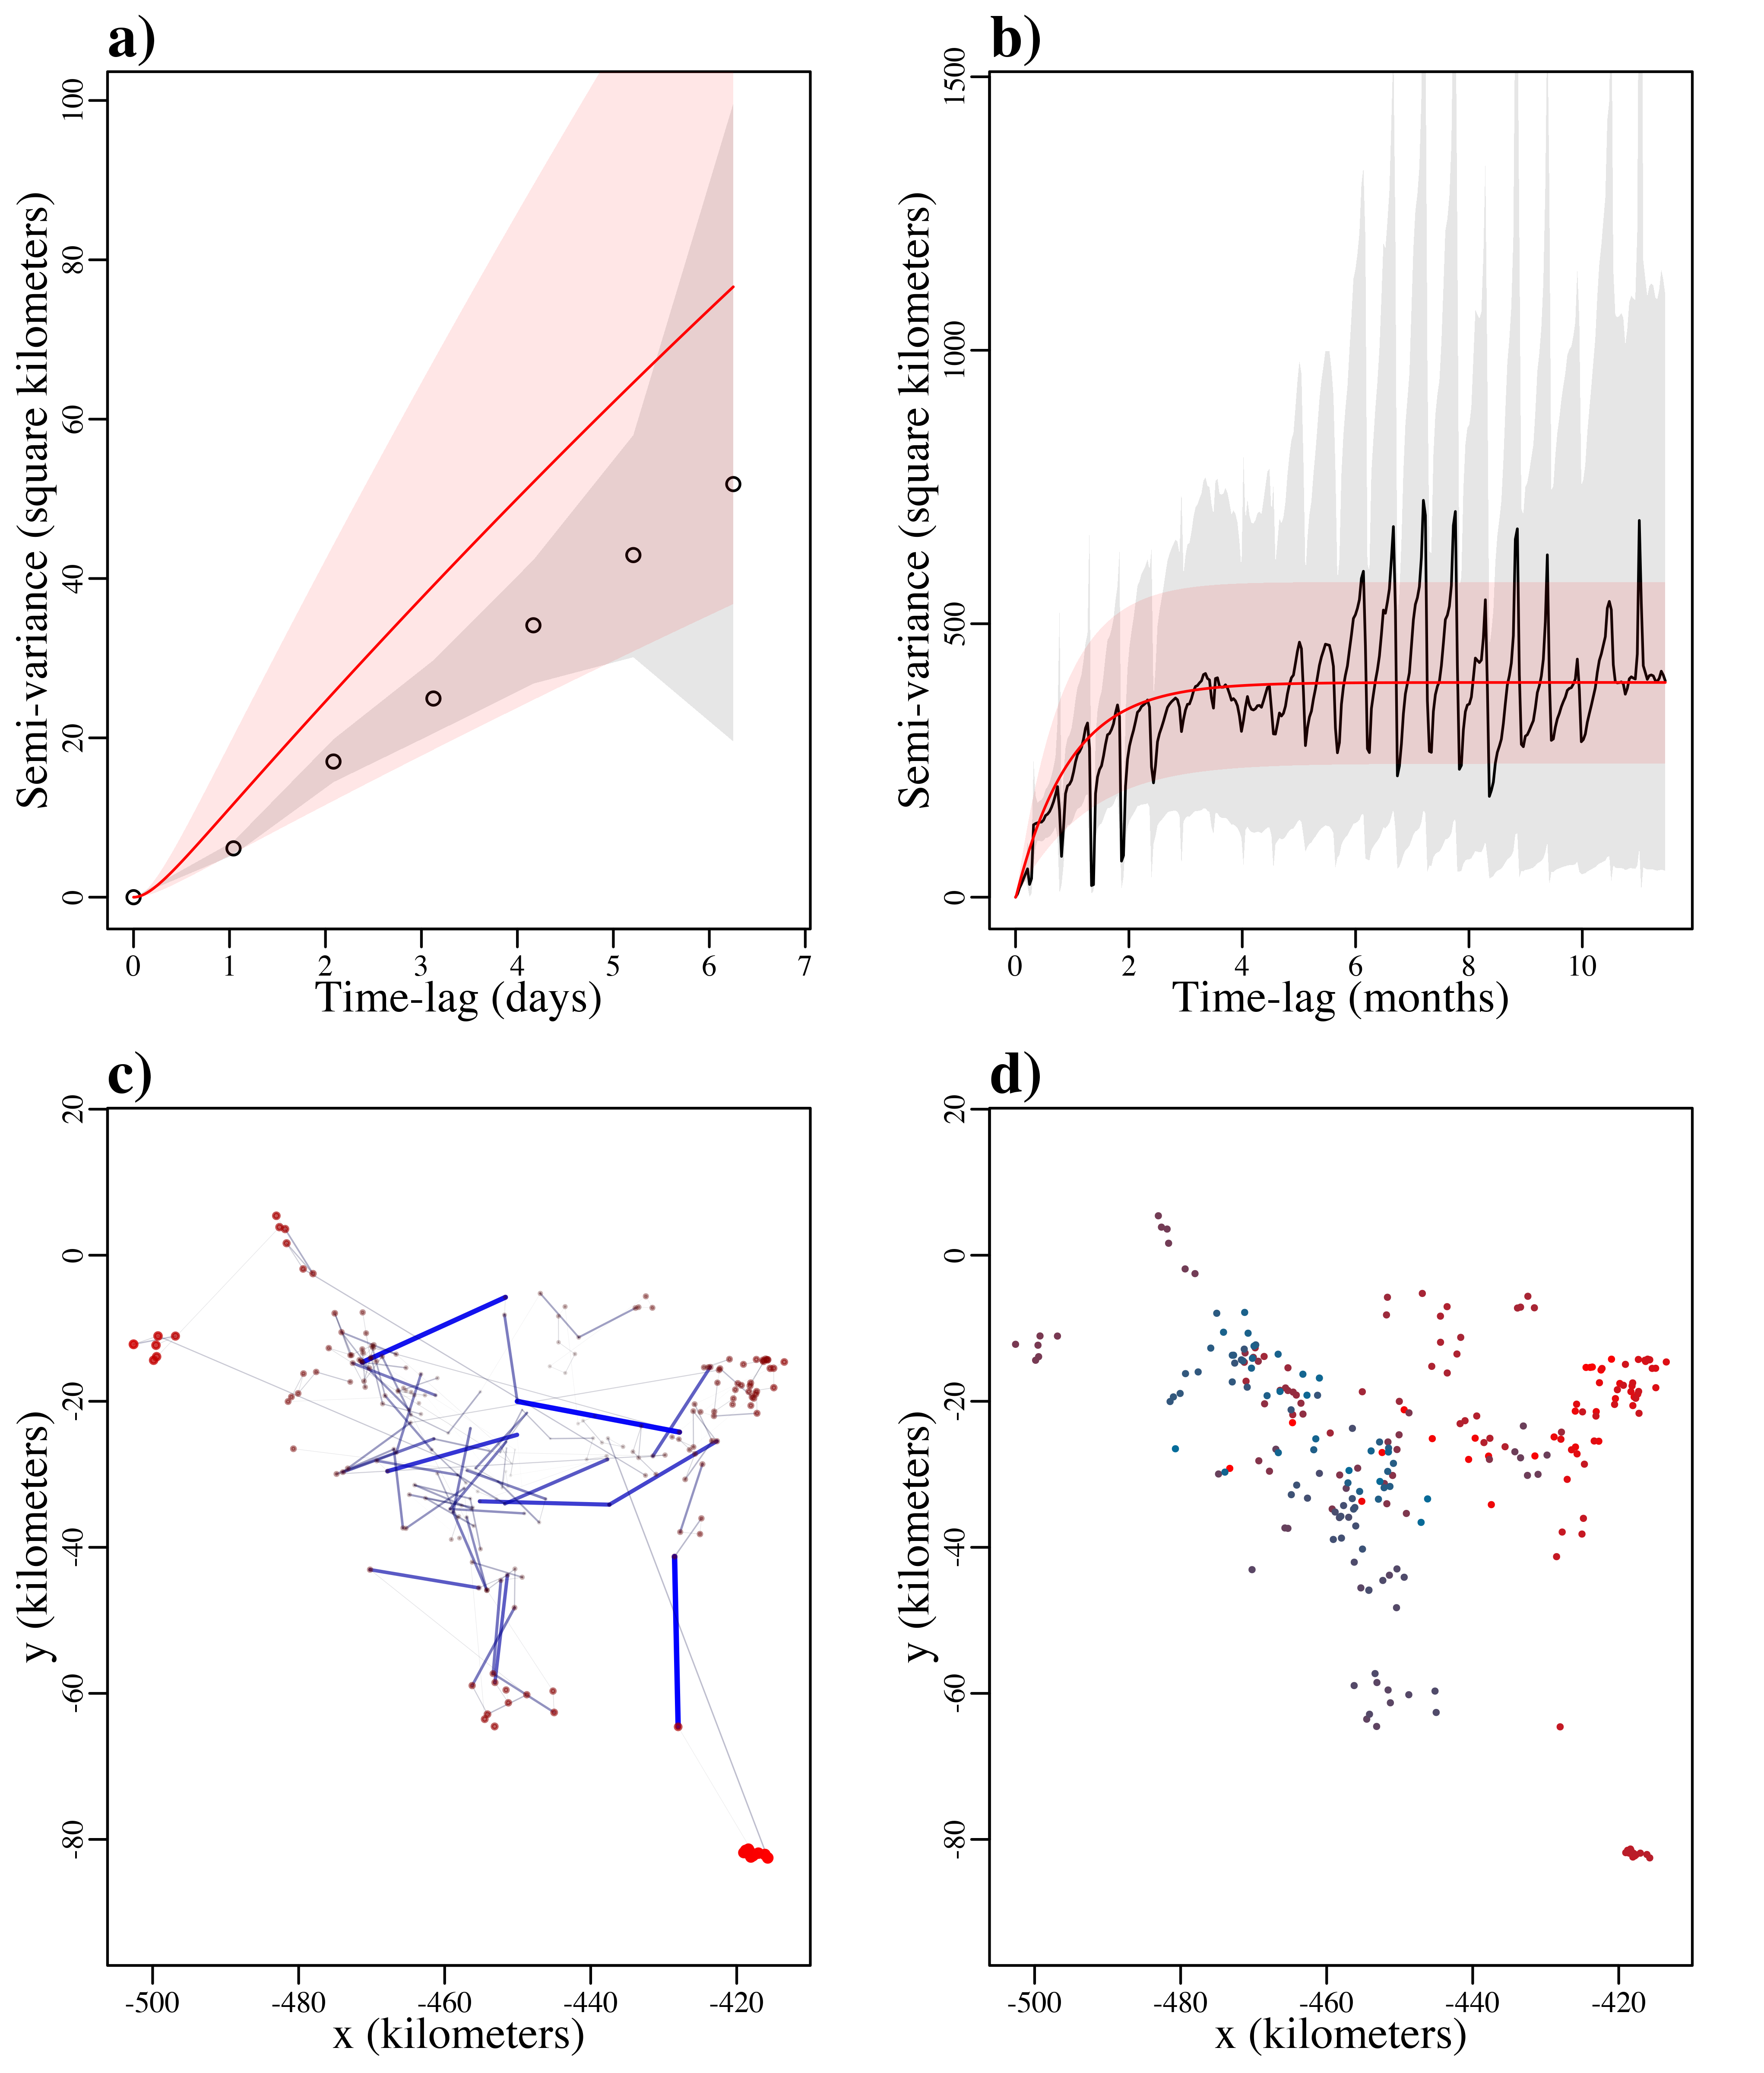 a)
Semi-variance (square kilometers)
0 20 40 60 80 100
0 1 2 3 4 5 6 7
Time-lag (days)
b)
Semi-variance (square kilometers)
0 500 1000 1500
0 2 4 6 8 10
Time-lag (months)
c)
y (kilometers)
-80 -60 -40 -20 0 20
-500 -480 -460 -440 -420
x (kilometers)
d)
y (kilometers)
-80 -60 -40 -20 0 20
-500 -480 -460 -440 -420
x (kilometers)